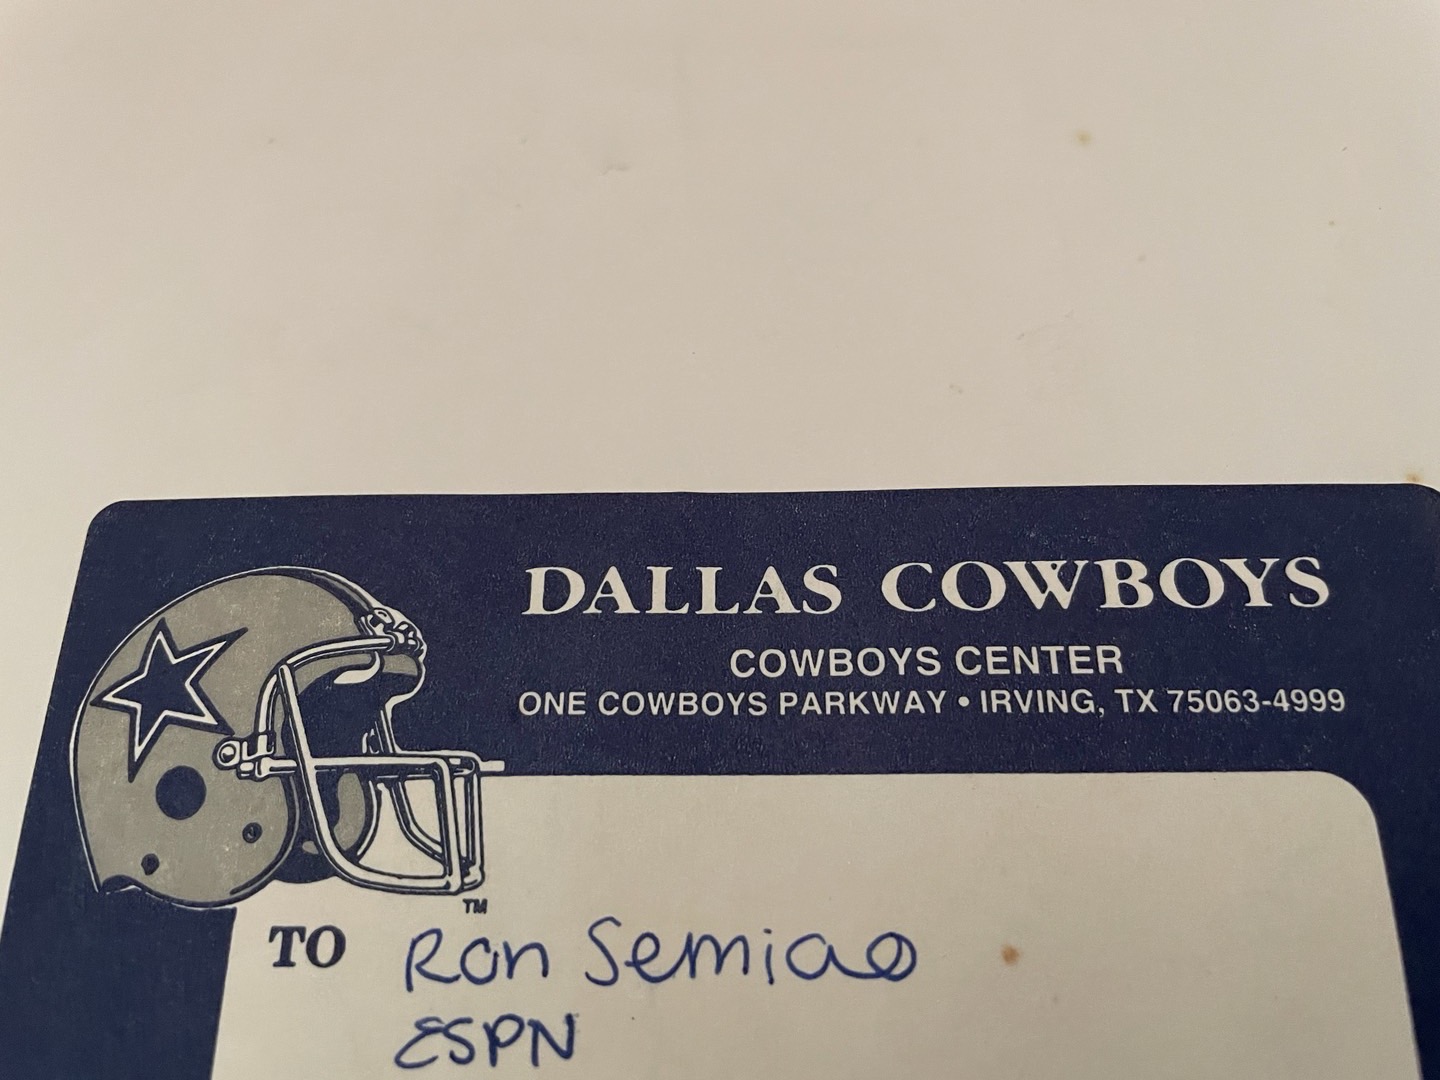 DALLAS COWBOYS
COWBOYS CENTER
ONE COWBOYS PARKWAY • IRVING, TX 75063-4999
TM
TO Ron Semiao
ESPN